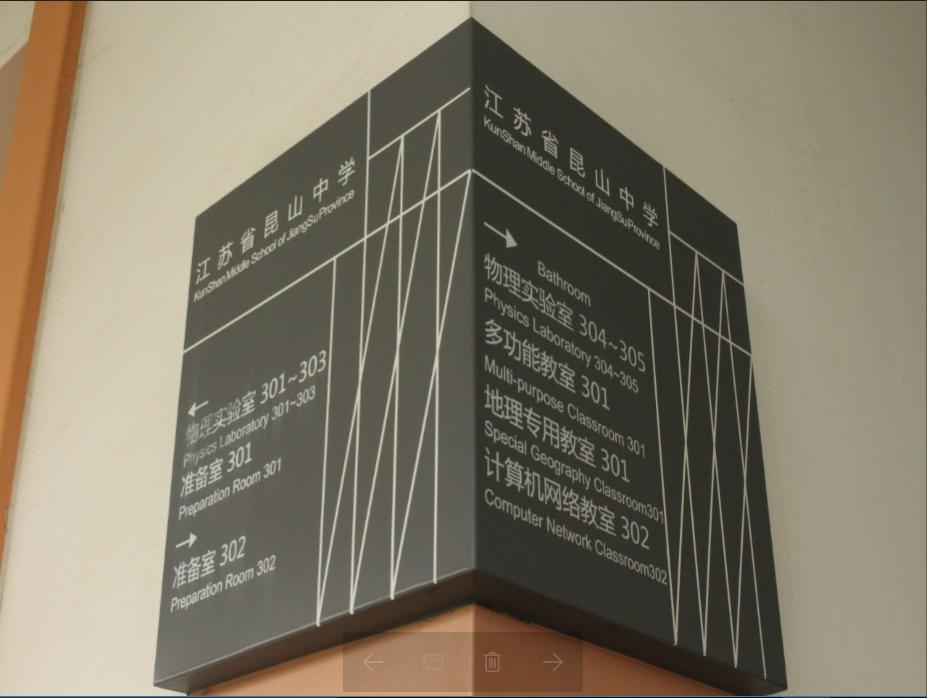 江苏省昆山中学
KunShan Middle School of JiangSu Province
←
物理实验室 301~303
Physics Laboratory 301~303
准备室 301
Preparation Room 301
→
准备室 302
Preparation Room 302
江苏省昆山中学
KunShan Middle School of JiangSu Province
→
Bathroom
物理实验室 304~305
Physics Laboratory 304~305
多功能教室 301
Multi-purpose Classroom 301
地理专用教室 301
Special Geography Classroom301
计算机网络教室 302
Computer Network Classroom302